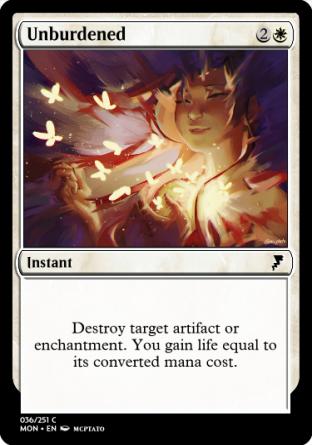 Unburdened 2
Instant
Destroy target artifact or
enchantment. You gain life equal to
its converted mana cost.
036/251 C
MON • EN MCPTATO